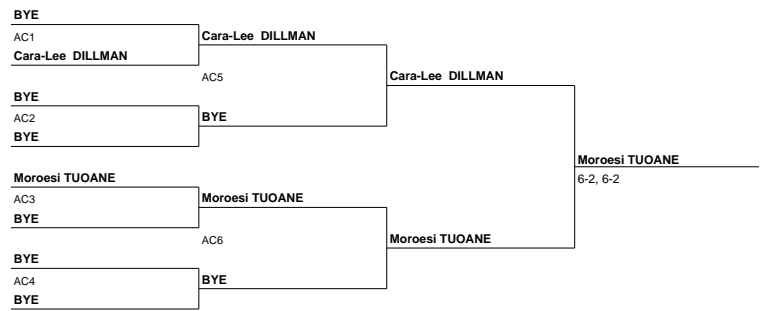 BYE
AC1
Cara-Lee DILLMAN
Cara-Lee DILLMAN
AC5
Cara-Lee DILLMAN
BYE
AC2
BYE
BYE
Moroesi TUOANE
6-2, 6-2
Moroesi TUOANE
AC3
Moroesi TUOANE
BYE
AC6
Moroesi TUOANE
BYE
AC4
BYE
BYE